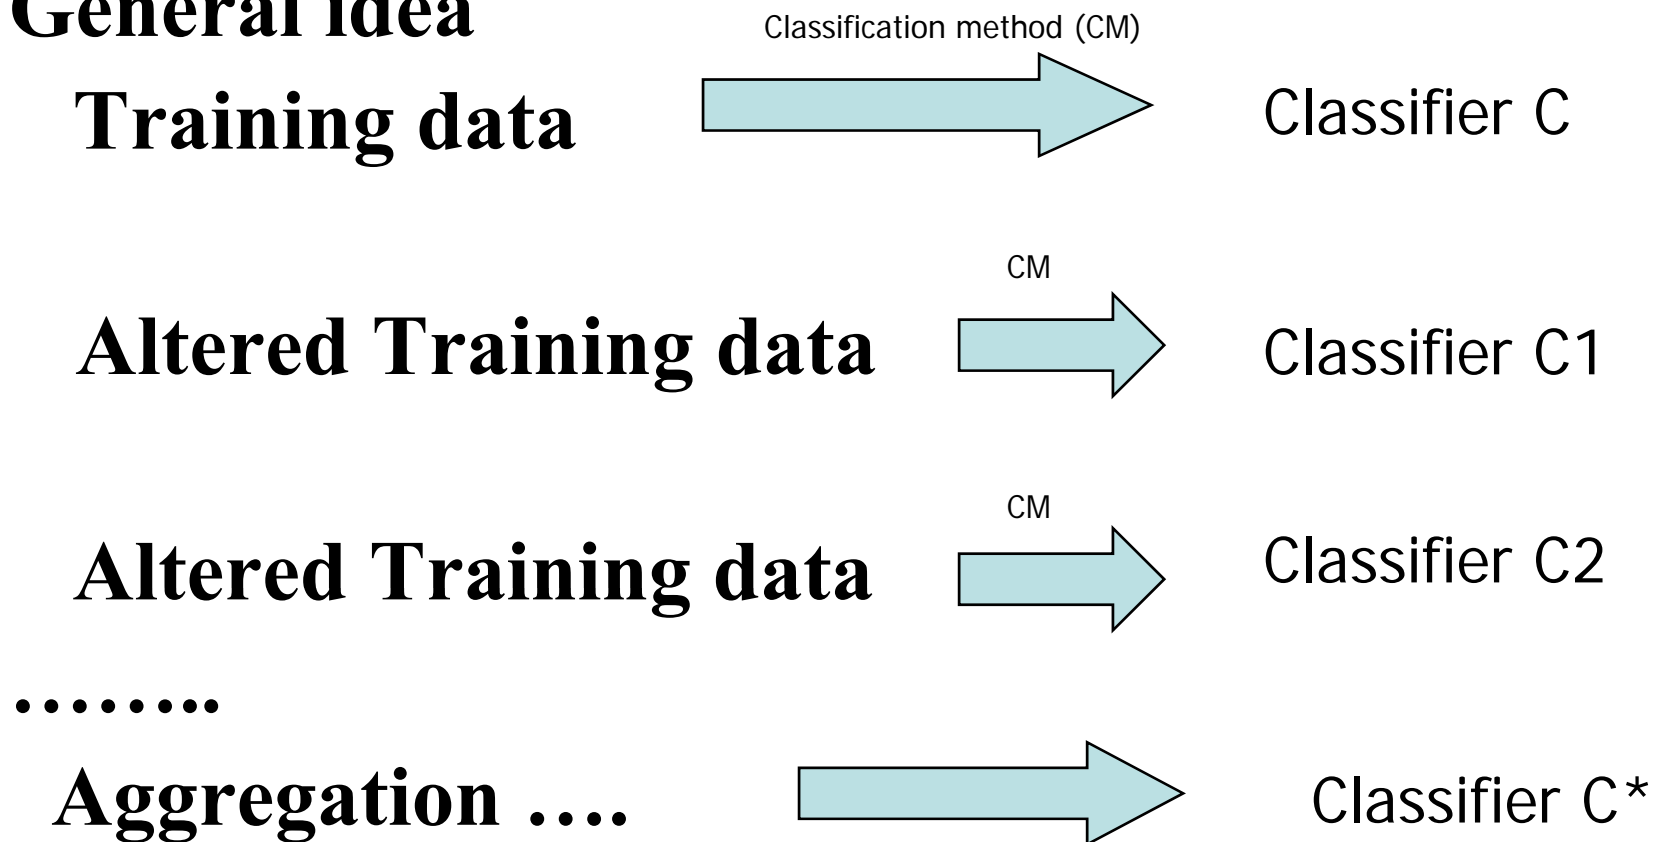 General idea
Classification method (CM)
Training data
Classifier C
CM
Altered Training data
Classifier C1
CM
Altered Training data
Classifier C2
……..
Aggregation ….
Classifier C*